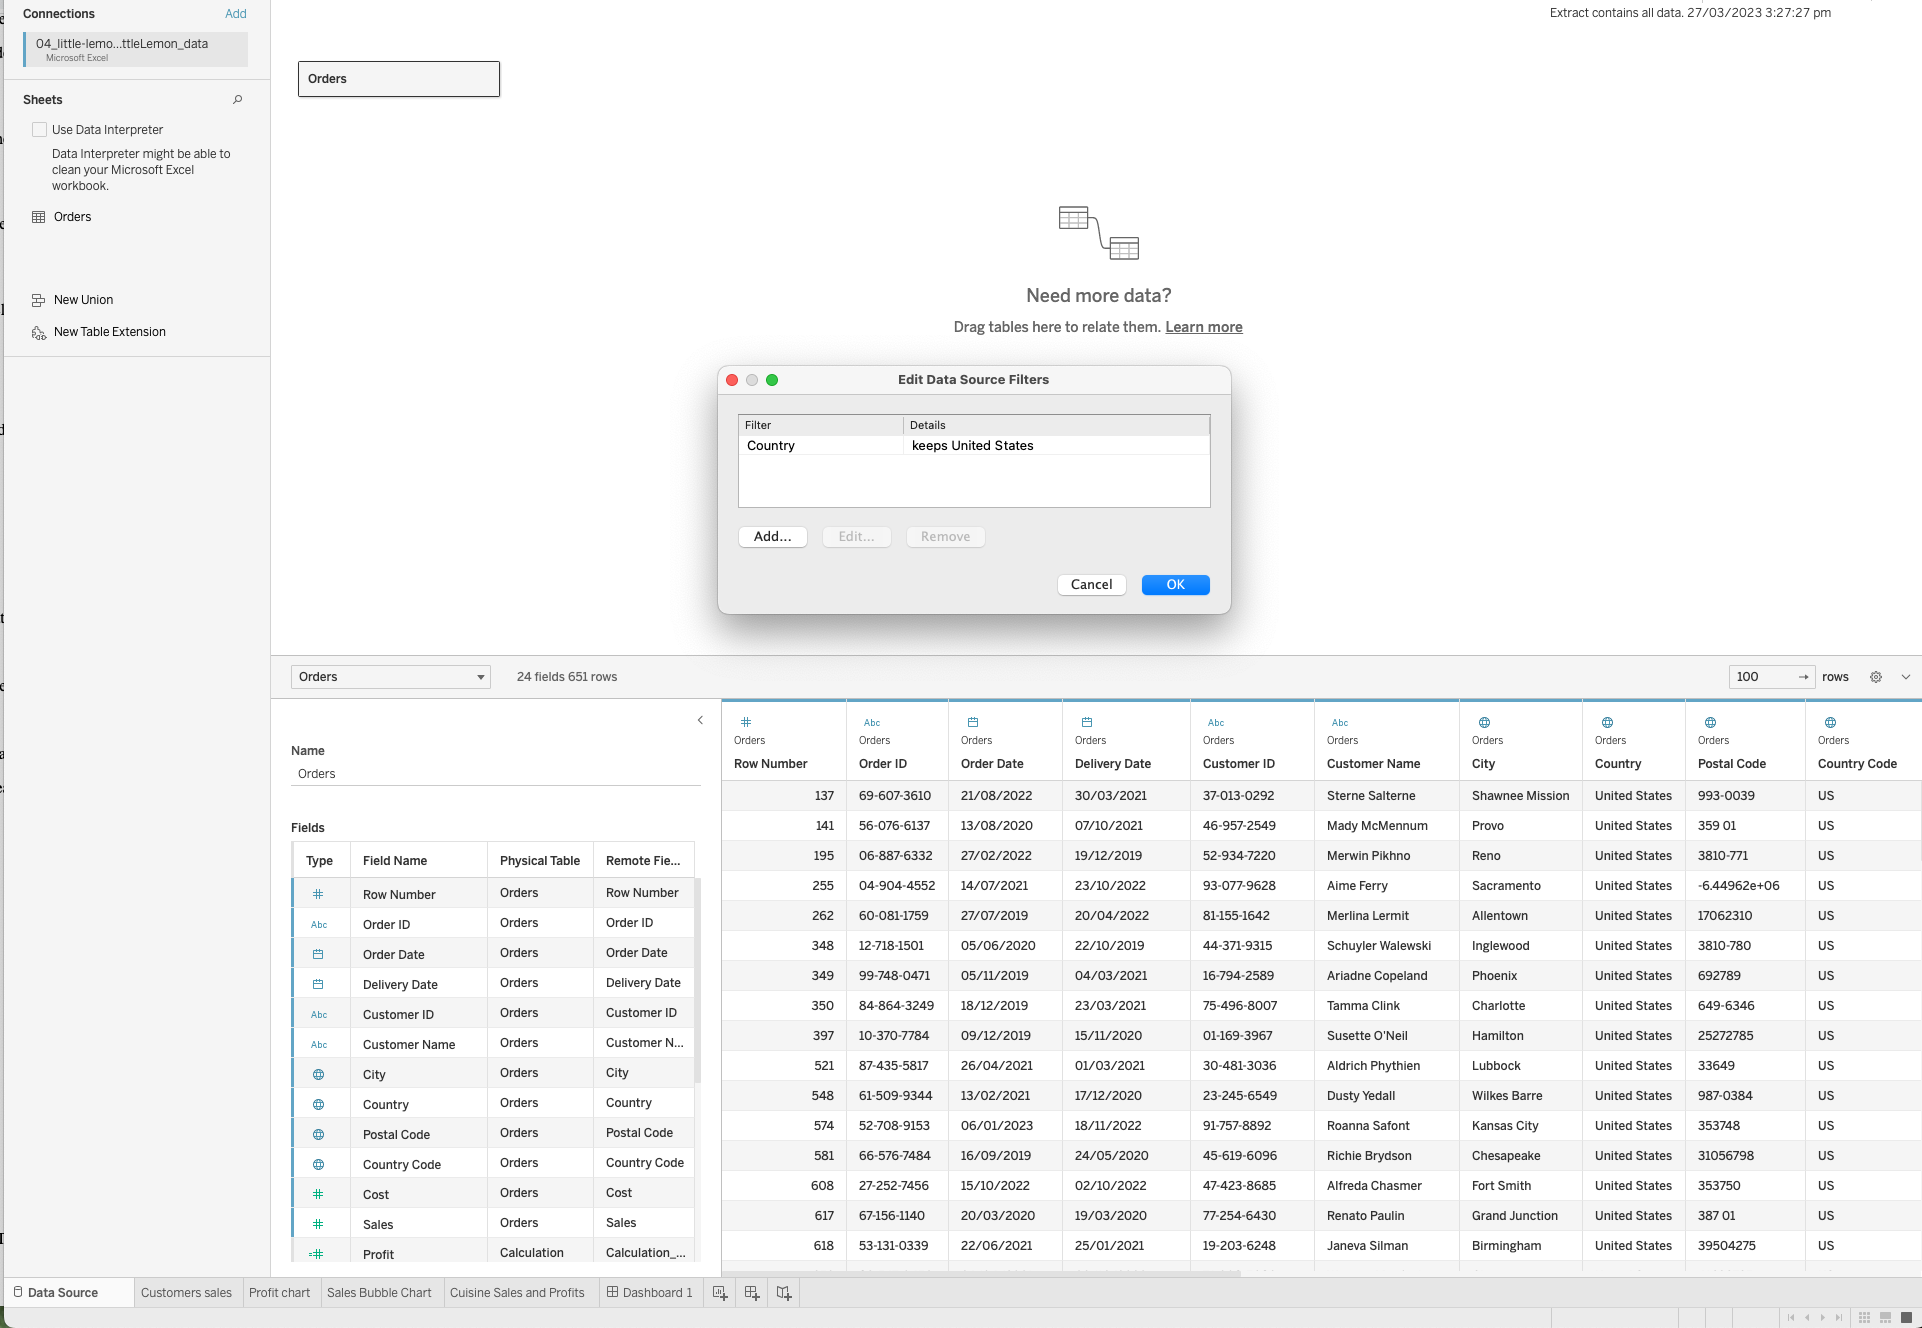 Connections Add
04_little-lemo...ttleLemon_data
Microsoft Excel
Sheets
Use Data Interpreter
Data Interpreter might be able to
clean your Microsoft Excel
workbook.
Orders
New Union
New Table Extension
Extract contains all data. 27/03/2023 3:27:27 pm
Orders
Need more data?
Drag tables here to relate them. Learn more
Edit Data Source Filters
Filter Details
Country keeps United States
Add... Edit... Remove
Cancel OK
Orders 24 fields 651 rows 100 rows
Name
Orders
Fields
Type Field Name Physical Table Remote Fie...
# Row Number Orders Row Number
Abc Order ID Orders Order ID
Order Date Orders Order Date
Delivery Date Orders Delivery Date
Abc Customer ID Orders Customer ID
Abc Customer Name Orders Customer N...
City Orders City
Country Orders Country
Postal Code Orders Postal Code
Country Code Orders Country Code
# Cost Orders Cost
# Sales Orders Sales
=# Profit Calculation Calculation_...
# Abc Abc Abc
Orders Orders Orders Orders Orders Orders Orders Orders Orders Orders
Row Number Order ID Order Date Delivery Date Customer ID Customer Name City Country Postal Code Country Code
137 69-607-3610 21/08/2022 30/03/2021 37-013-0292 Sterne Salterne Shawnee Mission United States 993-0039 US
141 56-076-6137 13/08/2020 07/10/2021 46-957-2549 Mady McMennum Provo United States 359 01 US
195 06-887-6332 27/02/2022 19/12/2019 52-934-7220 Merwin Pikhno Reno United States 3810-771 US
255 04-904-4552 14/07/2021 23/10/2022 93-077-9628 Aime Ferry Sacramento United States -6.44962e+06 US
262 60-081-1759 27/07/2019 20/04/2022 81-155-1642 Merlina Lermit Allentown United States 17062310 US
348 12-718-1501 05/06/2020 22/10/2019 44-371-9315 Schuyler Walewski Inglewood United States 3810-780 US
349 99-748-0471 05/11/2019 04/03/2021 16-794-2589 Ariadne Copeland Phoenix United States 692789 US
350 84-864-3249 18/12/2019 23/03/2021 75-496-8007 Tamma Clink Charlotte United States 649-6346 US
397 10-370-7784 09/12/2019 15/11/2020 01-169-3967 Susette O'Neil Hamilton United States 25272785 US
521 87-435-5817 26/04/2021 01/03/2021 30-481-3036 Aldrich Phythien Lubbock United States 33649 US
548 61-509-9344 13/02/2021 17/12/2020 23-245-6549 Dusty Yedall Wilkes Barre United States 987-0384 US
574 52-708-9153 06/01/2023 18/11/2022 91-757-8892 Roanna Safont Kansas City United States 353748 US
581 66-576-7484 16/09/2019 24/05/2020 45-619-6096 Richie Brydson Chesapeake United States 31056798 US
608 27-252-7456 15/10/2022 02/10/2022 47-423-8685 Alfreda Chasmer Fort Smith United States 353750 US
617 67-156-1140 20/03/2020 19/03/2020 77-254-6430 Renato Paulin Grand Junction United States 387 01 US
618 53-131-0339 22/06/2021 25/01/2021 19-203-6248 Janeva Silman Birmingham United States 39504275 US
Data Source Customers sales Profit chart Sales Bubble Chart Cuisine Sales and Profits Dashboard 1